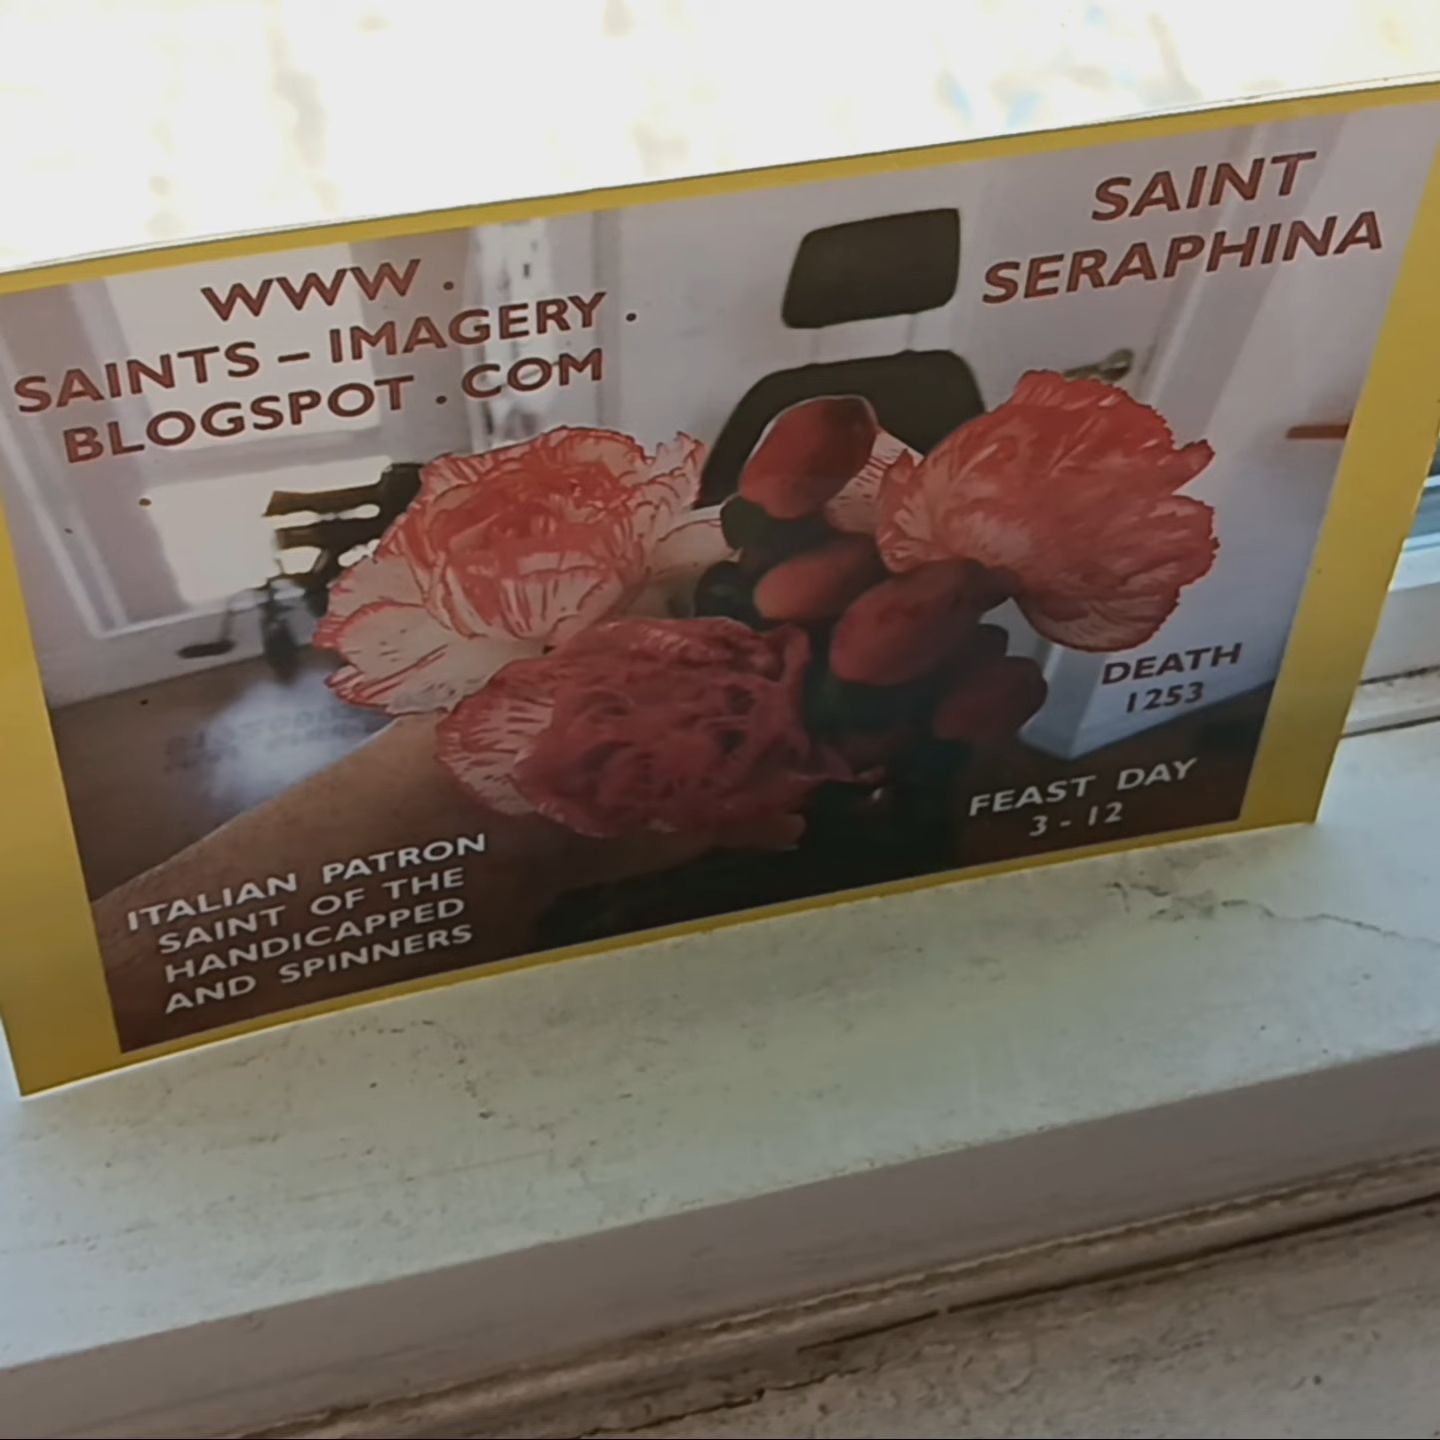 WWW .
SAINTS - IMAGERY .
BLOGSPOT . COM
SAINT
SERAPHINA
DEATH
1253
FEAST DAY
3 - 12
ITALIAN PATRON
SAINT OF THE
HANDICAPPED
AND SPINNERS